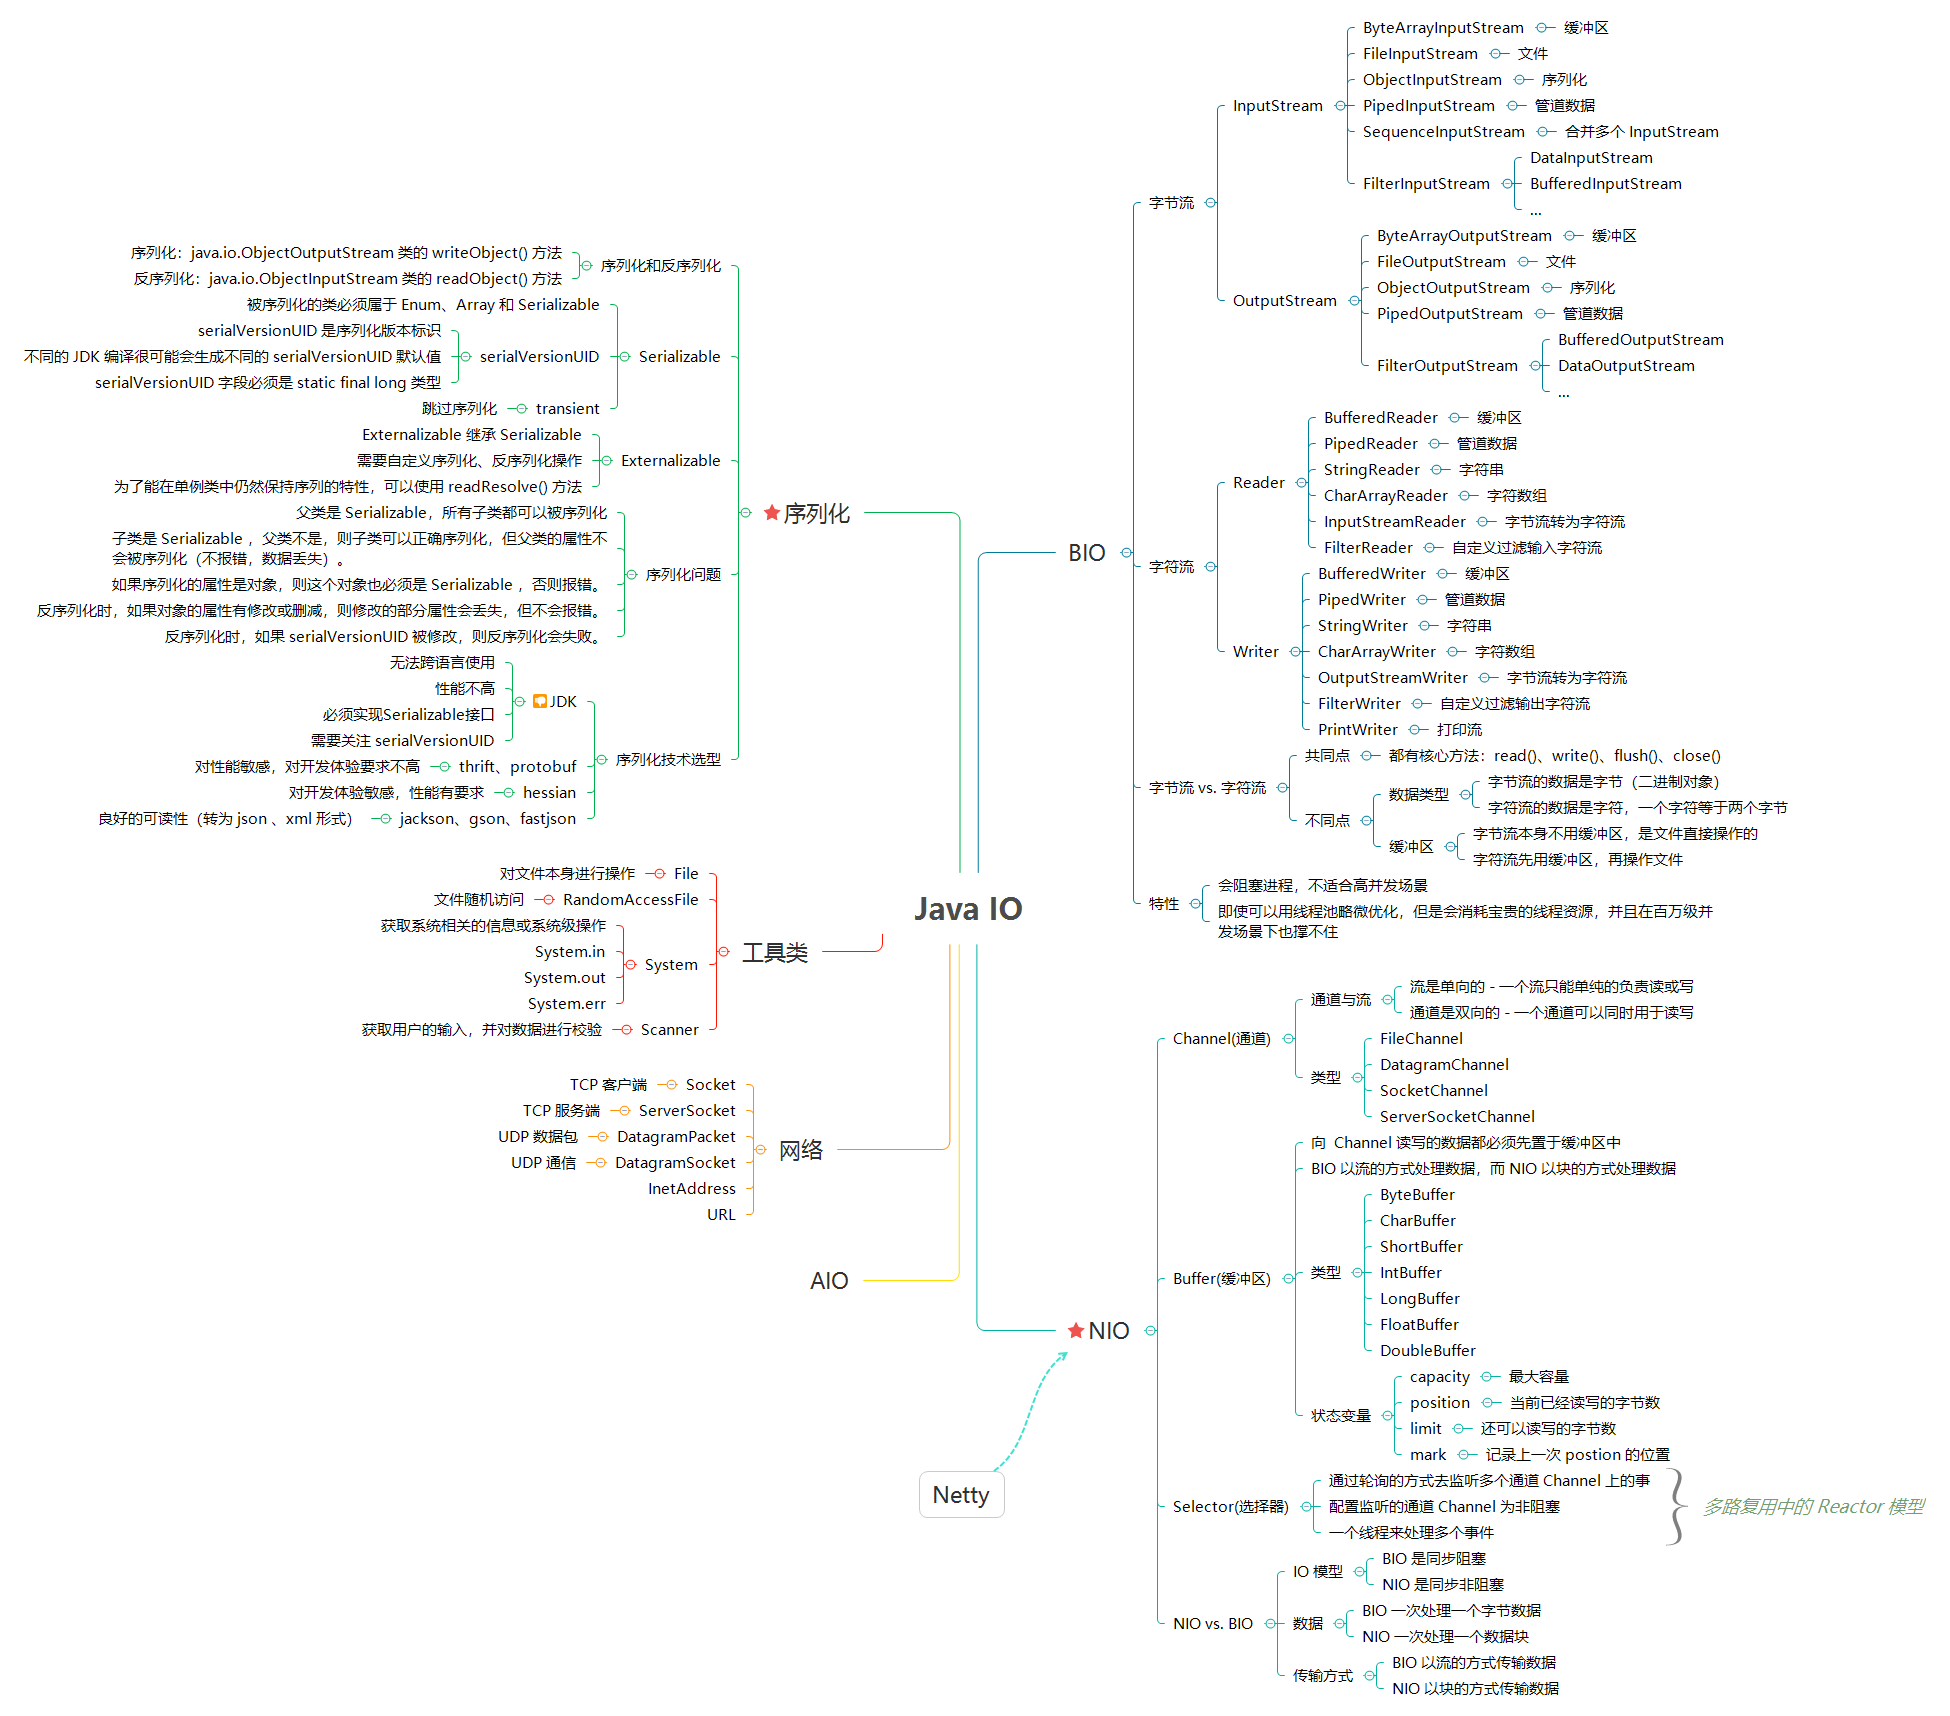 Java IO
BIO
字节流
InputStream
ByteArrayInputStream 缓冲区
FileInputStream 文件
ObjectInputStream 序列化
PipedInputStream 管道数据
SequenceInputStream 合并多个 InputStream
FilterInputStream
DataInputStream
BufferedInputStream
...
OutputStream
ByteArrayOutputStream 缓冲区
FileOutputStream 文件
ObjectOutputStream 序列化
PipedOutputStream 管道数据
FilterOutputStream
BufferedOutputStream
DataOutputStream
...
字符流
Reader
BufferedReader 缓冲区
PipedReader 管道数据
StringReader 字符串
CharArrayReader 字符数组
InputStreamReader 字节流转为字符流
FilterReader 自定义过滤输入字符流
Writer
BufferedWriter 缓冲区
PipedWriter 管道数据
StringWriter 字符串
CharArrayWriter 字符数组
OutputStreamWriter 字节流转为字符流
FilterWriter 自定义过滤输出字符流
PrintWriter 打印流
字节流 vs. 字符流
共同点 都有核心方法：read()、write()、flush()、close()
不同点
数据类型
字节流的数据是字节（二进制对象）
字符流的数据是字符，一个字符等于两个字节
缓冲区
字节流本身不用缓冲区，是文件直接操作的
字符流先用缓冲区，再操作文件
特性
会阻塞进程，不适合高并发场景
即使可以用线程池略微优化，但是会消耗宝贵的线程资源，并且在百万级并
发场景下也撑不住
NIO
Channel(通道)
通道与流
流是单向的 - 一个流只能单纯的负责读或写
通道是双向的 - 一个通道可以同时用于读写
类型
FileChannel
DatagramChannel
SocketChannel
ServerSocketChannel
Buffer(缓冲区)
向 Channel 读写的数据都必须先置于缓冲区中
BIO 以流的方式处理数据，而 NIO 以块的方式处理数据
类型
ByteBuffer
CharBuffer
ShortBuffer
IntBuffer
LongBuffer
FloatBuffer
DoubleBuffer
状态变量
capacity 最大容量
position 当前已经读写的字节数
limit 还可以读写的字节数
mark 记录上一次 postion 的位置
Selector(选择器)
通过轮询的方式去监听多个通道 Channel 上的事
配置监听的通道 Channel 为非阻塞
一个线程来处理多个事件
多路复用中的 Reactor 模型
NIO vs. BIO
IO 模型
BIO 是同步阻塞
NIO 是同步非阻塞
数据
BIO 一次处理一个字节数据
NIO 一次处理一个数据块
传输方式
BIO 以流的方式传输数据
NIO 以块的方式传输数据
Netty
序列化
序列化和反序列化
序列化：java.io.ObjectOutputStream 类的 writeObject() 方法
反序列化：java.io.ObjectInputStream 类的 readObject() 方法
Serializable
被序列化的类必须属于 Enum、Array 和 Serializable
serialVersionUID
serialVersionUID 是序列化版本标识
不同的 JDK 编译很可能会生成不同的 serialVersionUID 默认值
serialVersionUID 字段必须是 static final long 类型
跳过序列化 transient
Externalizable
Externalizable 继承 Serializable
需要自定义序列化、反序列化操作
为了能在单例类中仍然保持序列的特性，可以使用 readResolve() 方法
序列化问题
父类是 Serializable，所有子类都可以被序列化
子类是 Serializable ，父类不是，则子类可以正确序列化，但父类的属性不
会被序列化（不报错，数据丢失）。
如果序列化的属性是对象，则这个对象也必须是 Serializable ，否则报错。
反序列化时，如果对象的属性有修改或删减，则修改的部分属性会丢失，但不会报错。
反序列化时，如果 serialVersionUID 被修改，则反序列化会失败。
序列化技术选型
JDK
无法跨语言使用
性能不高
必须实现Serializable接口
需要关注 serialVersionUID
对性能敏感，对开发体验要求不高 thrift、protobuf
对开发体验敏感，性能有要求 hessian
良好的可读性（转为 json 、xml 形式） jackson、gson、fastjson
工具类
对文件本身进行操作 File
文件随机访问 RandomAccessFile
System
获取系统相关的信息或系统级操作
System.in
System.out
System.err
获取用户的输入，并对数据进行校验 Scanner
网络
TCP 客户端 Socket
TCP 服务端 ServerSocket
UDP 数据包 DatagramPacket
UDP 通信 DatagramSocket
InetAddress
URL
AIO